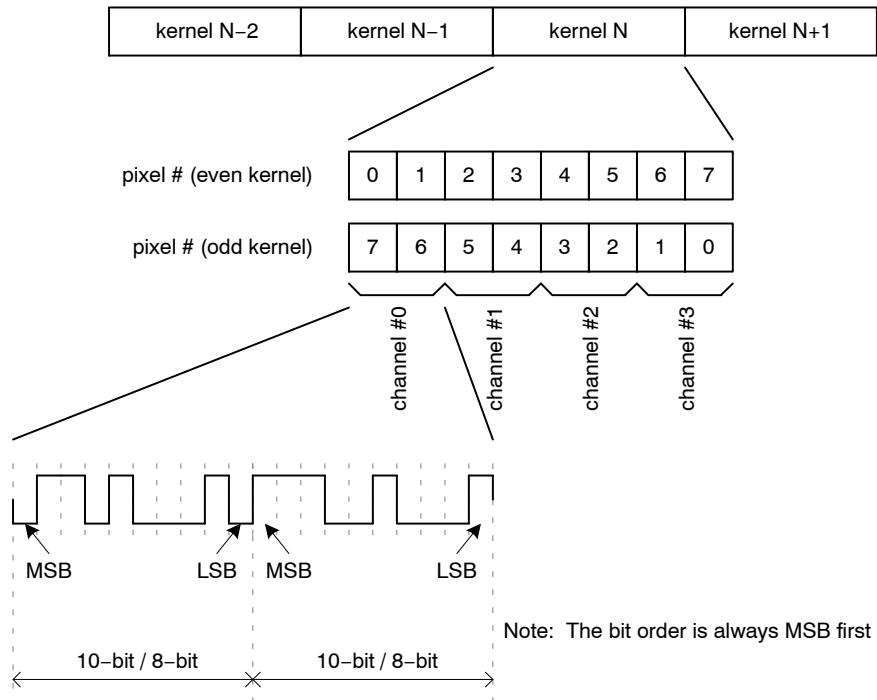 kernel N−2 kernel N−1 kernel N kernel N+1
pixel # (even kernel) 0 1 2 3 4 5 6 7
pixel # (odd kernel) 7 6 5 4 3 2 1 0
channel #0
channel #1
channel #2
channel #3
MSB LSB MSB LSB
Note: The bit order is always MSB first
10−bit / 8−bit 10−bit / 8−bit